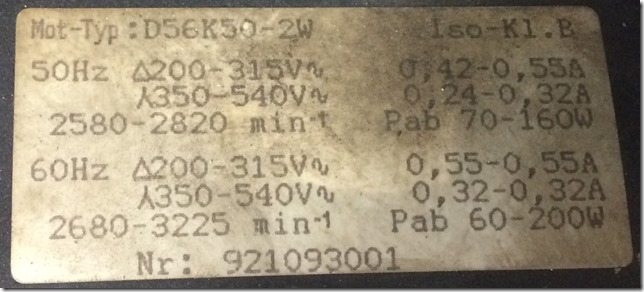 Mot-Typ:D56K50-2W Iso-Kl.B
50Hz Δ200-315V∿ 0,42-0,55A
⅄350-540V∿ 0,24-0,32A
2580-2820 min⁻¹ Pab 70-160W
60Hz Δ200-315V∿ 0,55-0,55A
⅄350-540V∿ 0,32-0,32A
2680-3225 min⁻¹ Pab 60-200W
Nr: 921093001